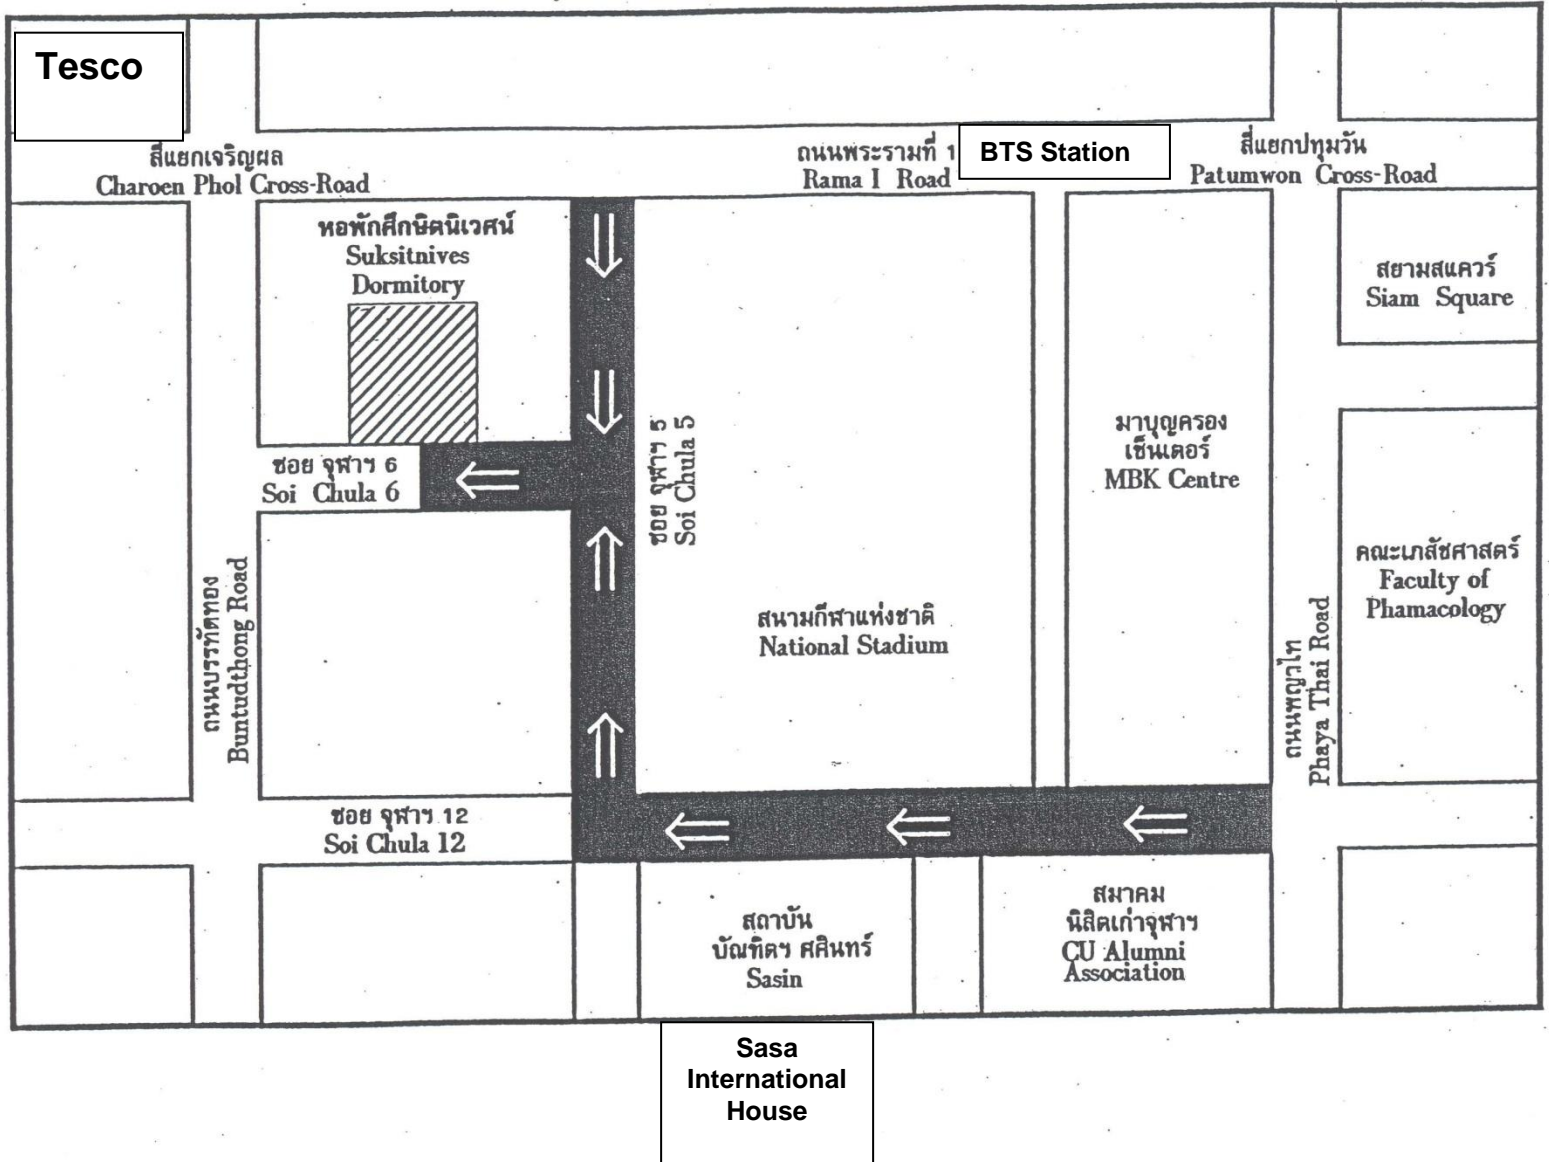 Tesco
สี่แยกเจริญผล
Charoen Phol Cross-Road
ถนนพระรามที่ 1
Rama I Road
BTS Station
สี่แยกปทุมวัน
Patumwon Cross-Road
หอพักศึกษิตนิเวศน์
Suksitnives
Dormitory
สยามสแควร์
Siam Square
ซอย จุฬาฯ 5
Soi Chula 5
ซอย จุฬาฯ 6
Soi Chula 6
มาบุญครอง
เซ็นเตอร์
MBK Centre
ถนนบรรทัดทอง
Buntudthong Road
สนามกีฬาแห่งชาติ
National Stadium
คณะเภสัชศาสตร์
Faculty of
Phamacology
ถนนพญาไท
Phaya Thai Road
ซอย จุฬาฯ 12
Soi Chula 12
สถาบัน
บัณฑิตฯ ศศินทร์
Sasin
สมาคม
นิสิตเก่าจุฬาฯ
CU Alumni
Association
Sasa
International
House